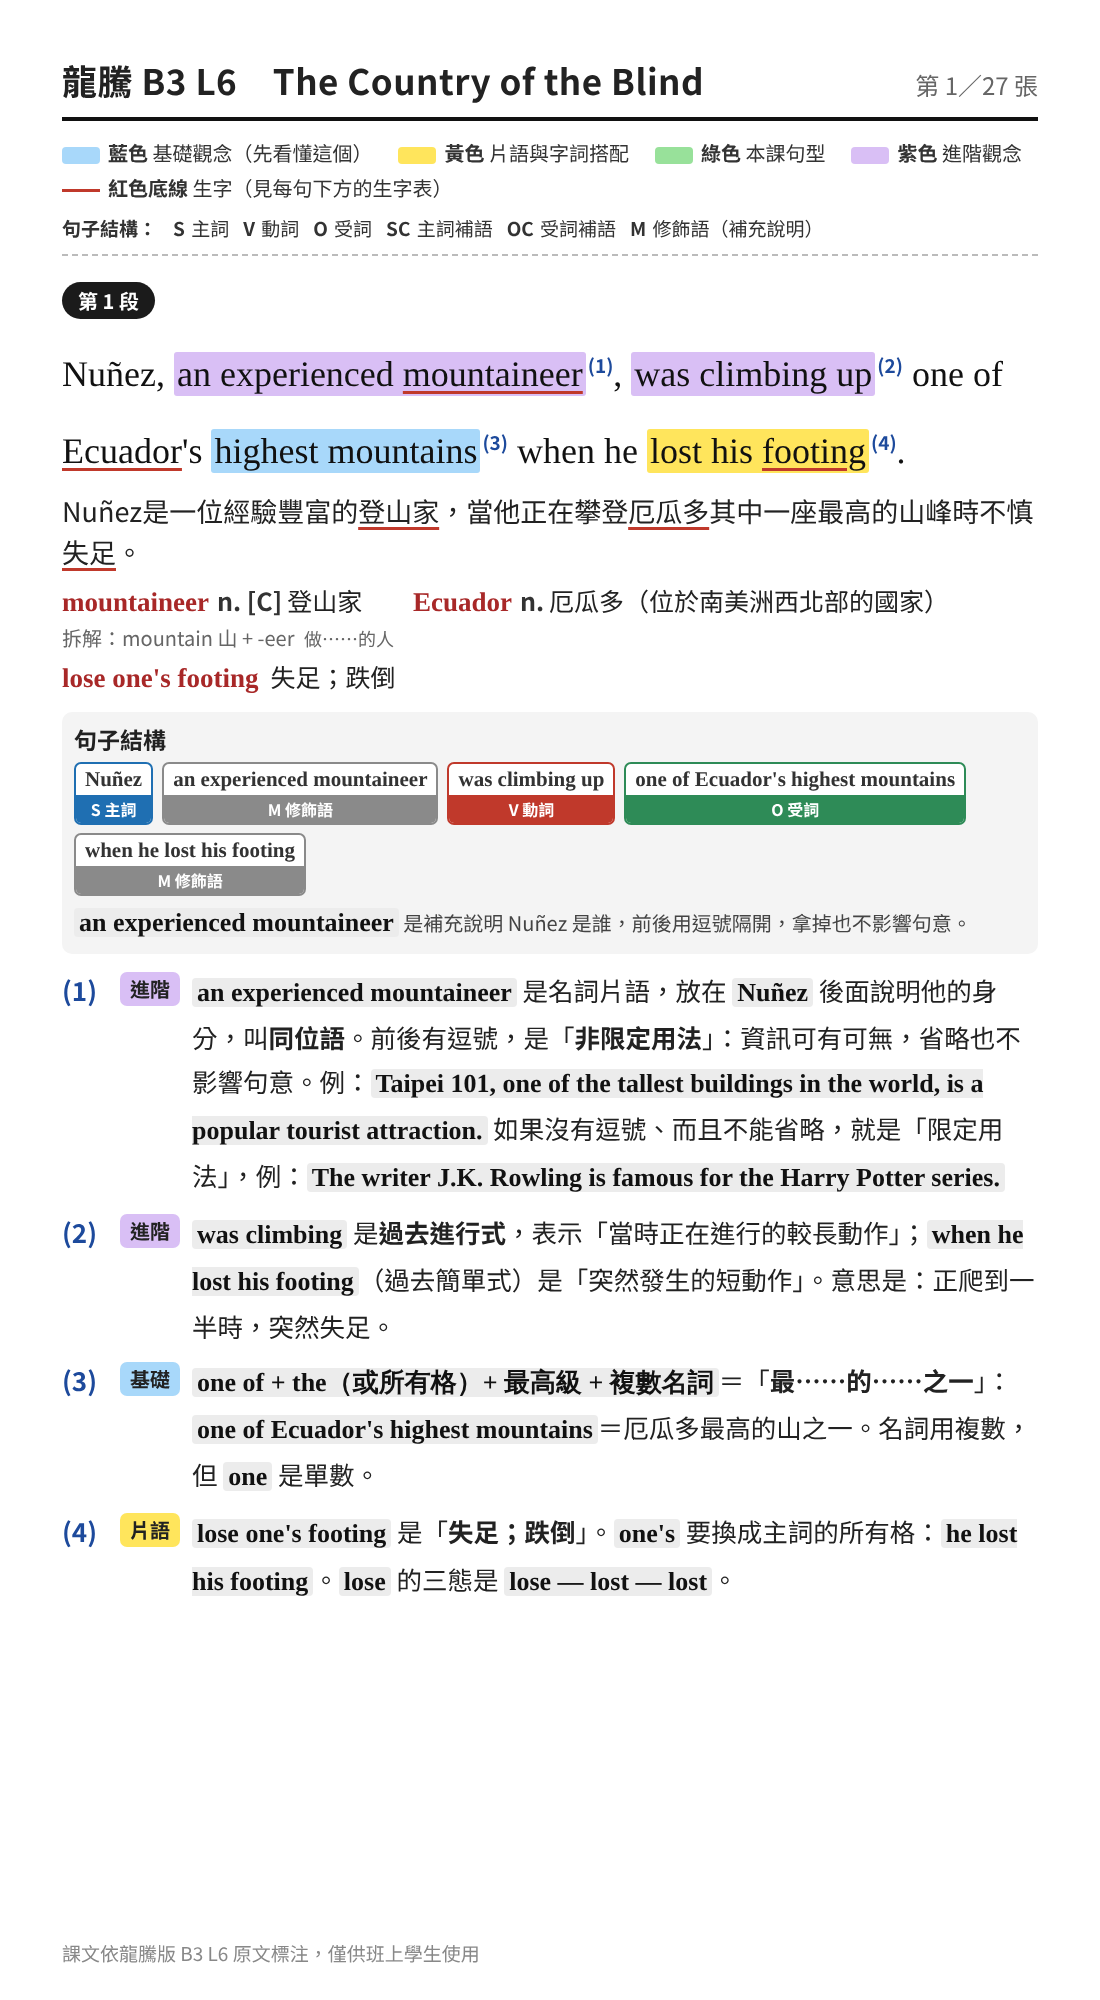 龍騰 B3 L6　The Country of the Blind　第 1／27 張
藍色 基礎觀念（先看懂這個）　黃色 片語與字詞搭配　綠色 本課句型　紫色 進階觀念
紅色底線 生字（見每句下方的生字表）
句子結構：　S 主詞　V 動詞　O 受詞　SC 主詞補語　OC 受詞補語　M 修飾語（補充說明）
第 1 段
Nuñez, an experienced mountaineer(1), was climbing up(2) one of
Ecuador's highest mountains(3) when he lost his footing(4).
Nuñez是一位經驗豐富的登山家，當他正在攀登厄瓜多其中一座最高的山峰時不慎
失足。
mountaineer n. [C] 登山家　Ecuador n. 厄瓜多（位於南美洲西北部的國家）
拆解：mountain 山 + -eer 做⋯⋯的人
lose one's footing 失足；跌倒
句子結構
Nuñez　an experienced mountaineer　was climbing up　one of Ecuador's highest mountains
S 主詞　M 修飾語　V 動詞　O 受詞
when he lost his footing
M 修飾語
an experienced mountaineer 是補充說明 Nuñez 是誰，前後用逗號隔開，拿掉也不影響句意。
(1) 進階 an experienced mountaineer 是名詞片語，放在 Nuñez 後面說明他的身
分，叫同位語。前後有逗號，是「非限定用法」：資訊可有可無，省略也不
影響句意。例：Taipei 101, one of the tallest buildings in the world, is a
popular tourist attraction. 如果沒有逗號、而且不能省略，就是「限定用
法」，例：The writer J.K. Rowling is famous for the Harry Potter series.
(2) 進階 was climbing 是過去進行式，表示「當時正在進行的較長動作」；when he
lost his footing（過去簡單式）是「突然發生的短動作」。意思是：正爬到一
半時，突然失足。
(3) 基礎 one of + the（或所有格）+ 最高級 + 複數名詞＝「最⋯⋯的⋯⋯之一」：
one of Ecuador's highest mountains＝厄瓜多最高的山之一。名詞用複數，
但 one 是單數。
(4) 片語 lose one's footing 是「失足；跌倒」。one's 要換成主詞的所有格：he lost
his footing。lose 的三態是 lose — lost — lost。
課文依龍騰版 B3 L6 原文標注，僅供班上學生使用